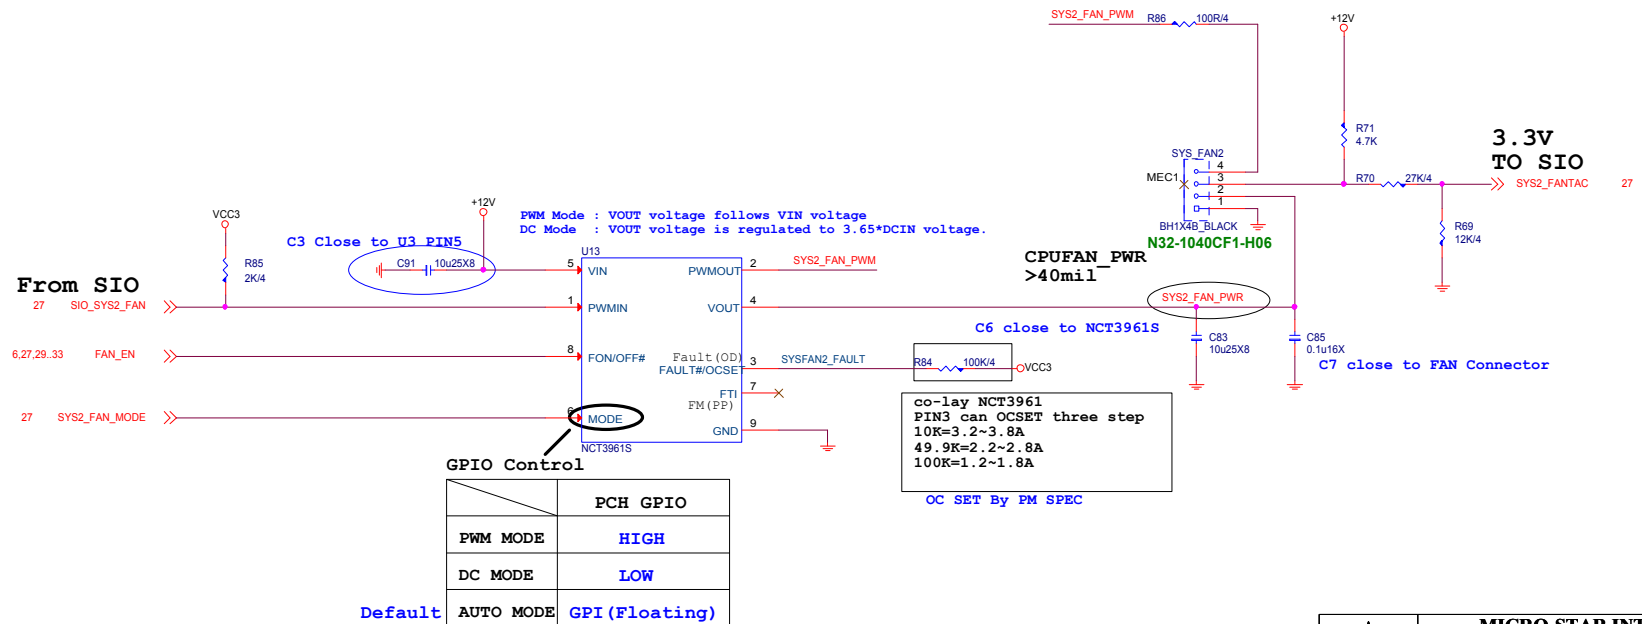 SYS2_FAN_PWM
R86
100R/4
+12V
R71
4.7K
3.3V
TO SIO
SYS_FAN2
4
3
2
1
MEC1
R70
27K/4
SYS2_FANTAC
27
BH1X4B_BLACK
N32-1040CF1-H06
R69
12K/4
CPUFAN_PWR
>40mil
SYS2_FAN_PWR
VCC3
+12V
PWM Mode : VOUT voltage follows VIN voltage
DC Mode : VOUT voltage is regulated to 3.65*DCIN voltage.
C3 Close to U3 PIN5
R85
2K/4
C91
10u25X8
U13
5
VIN
PWMOUT
2
SYS2_FAN_PWM
From SIO
27
SIO_SYS2_FAN
1
PWMIN
VOUT
4
C6 close to NCT3961S
C83
10u25X8
C85
0.1u16X
C7 close to FAN Connector
6,27,29..33
FAN_EN
8
FON/OFF#
Fault(OD)
FAULT#/OCSET
3
SYSFAN2_FAULT
R84
100K/4
VCC3
FTI
7
FM(PP)
27
SYS2_FAN_MODE
6
MODE
GND
9
NCT3961S
co-lay NCT3961
PIN3 can OCSET three step
10K=3.2~3.8A
49.9K=2.2~2.8A
100K=1.2~1.8A
OC SET By PM SPEC
GPIO Control
PCH GPIO
PWM MODE
HIGH
DC MODE
LOW
Default
AUTO MODE
GPI(Floating)
MICRO-STAR INT